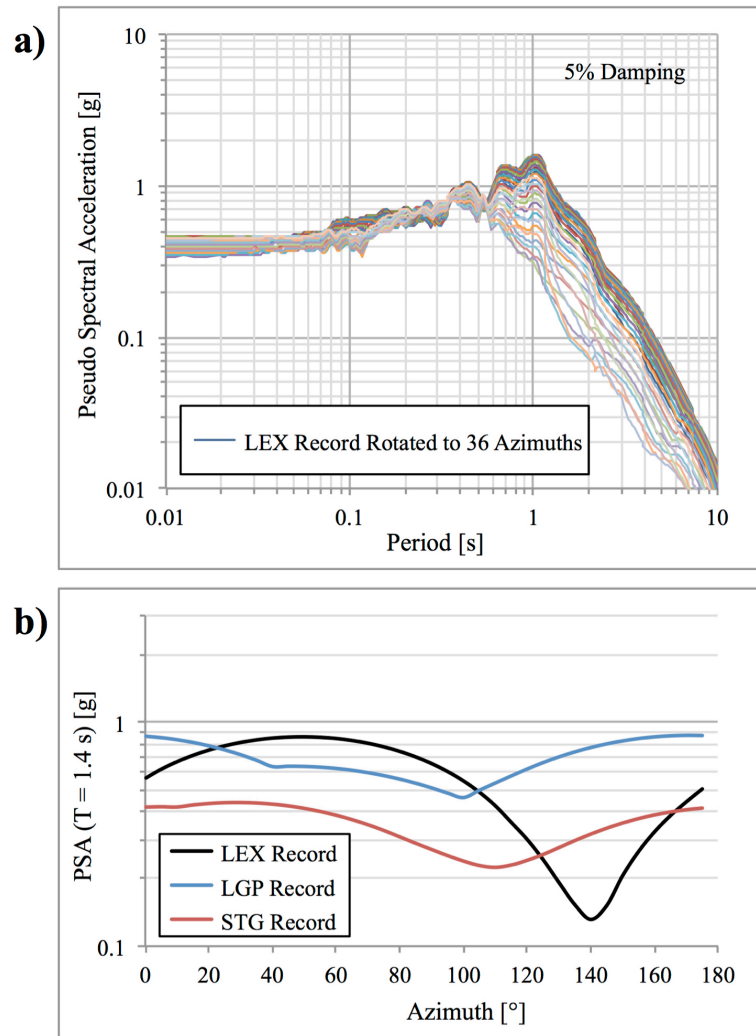 a)
10
1
0.1
0.01
Pseudo Spectral Acceleration [g]
5% Damping
LEX Record Rotated to 36 Azimuths
0.01 0.1 1 10
Period [s]
b)
1
0.1
PSA (T = 1.4 s) [g]
LEX Record
LGP Record
STG Record
0 20 40 60 80 100 120 140 160 180
Azimuth [°]